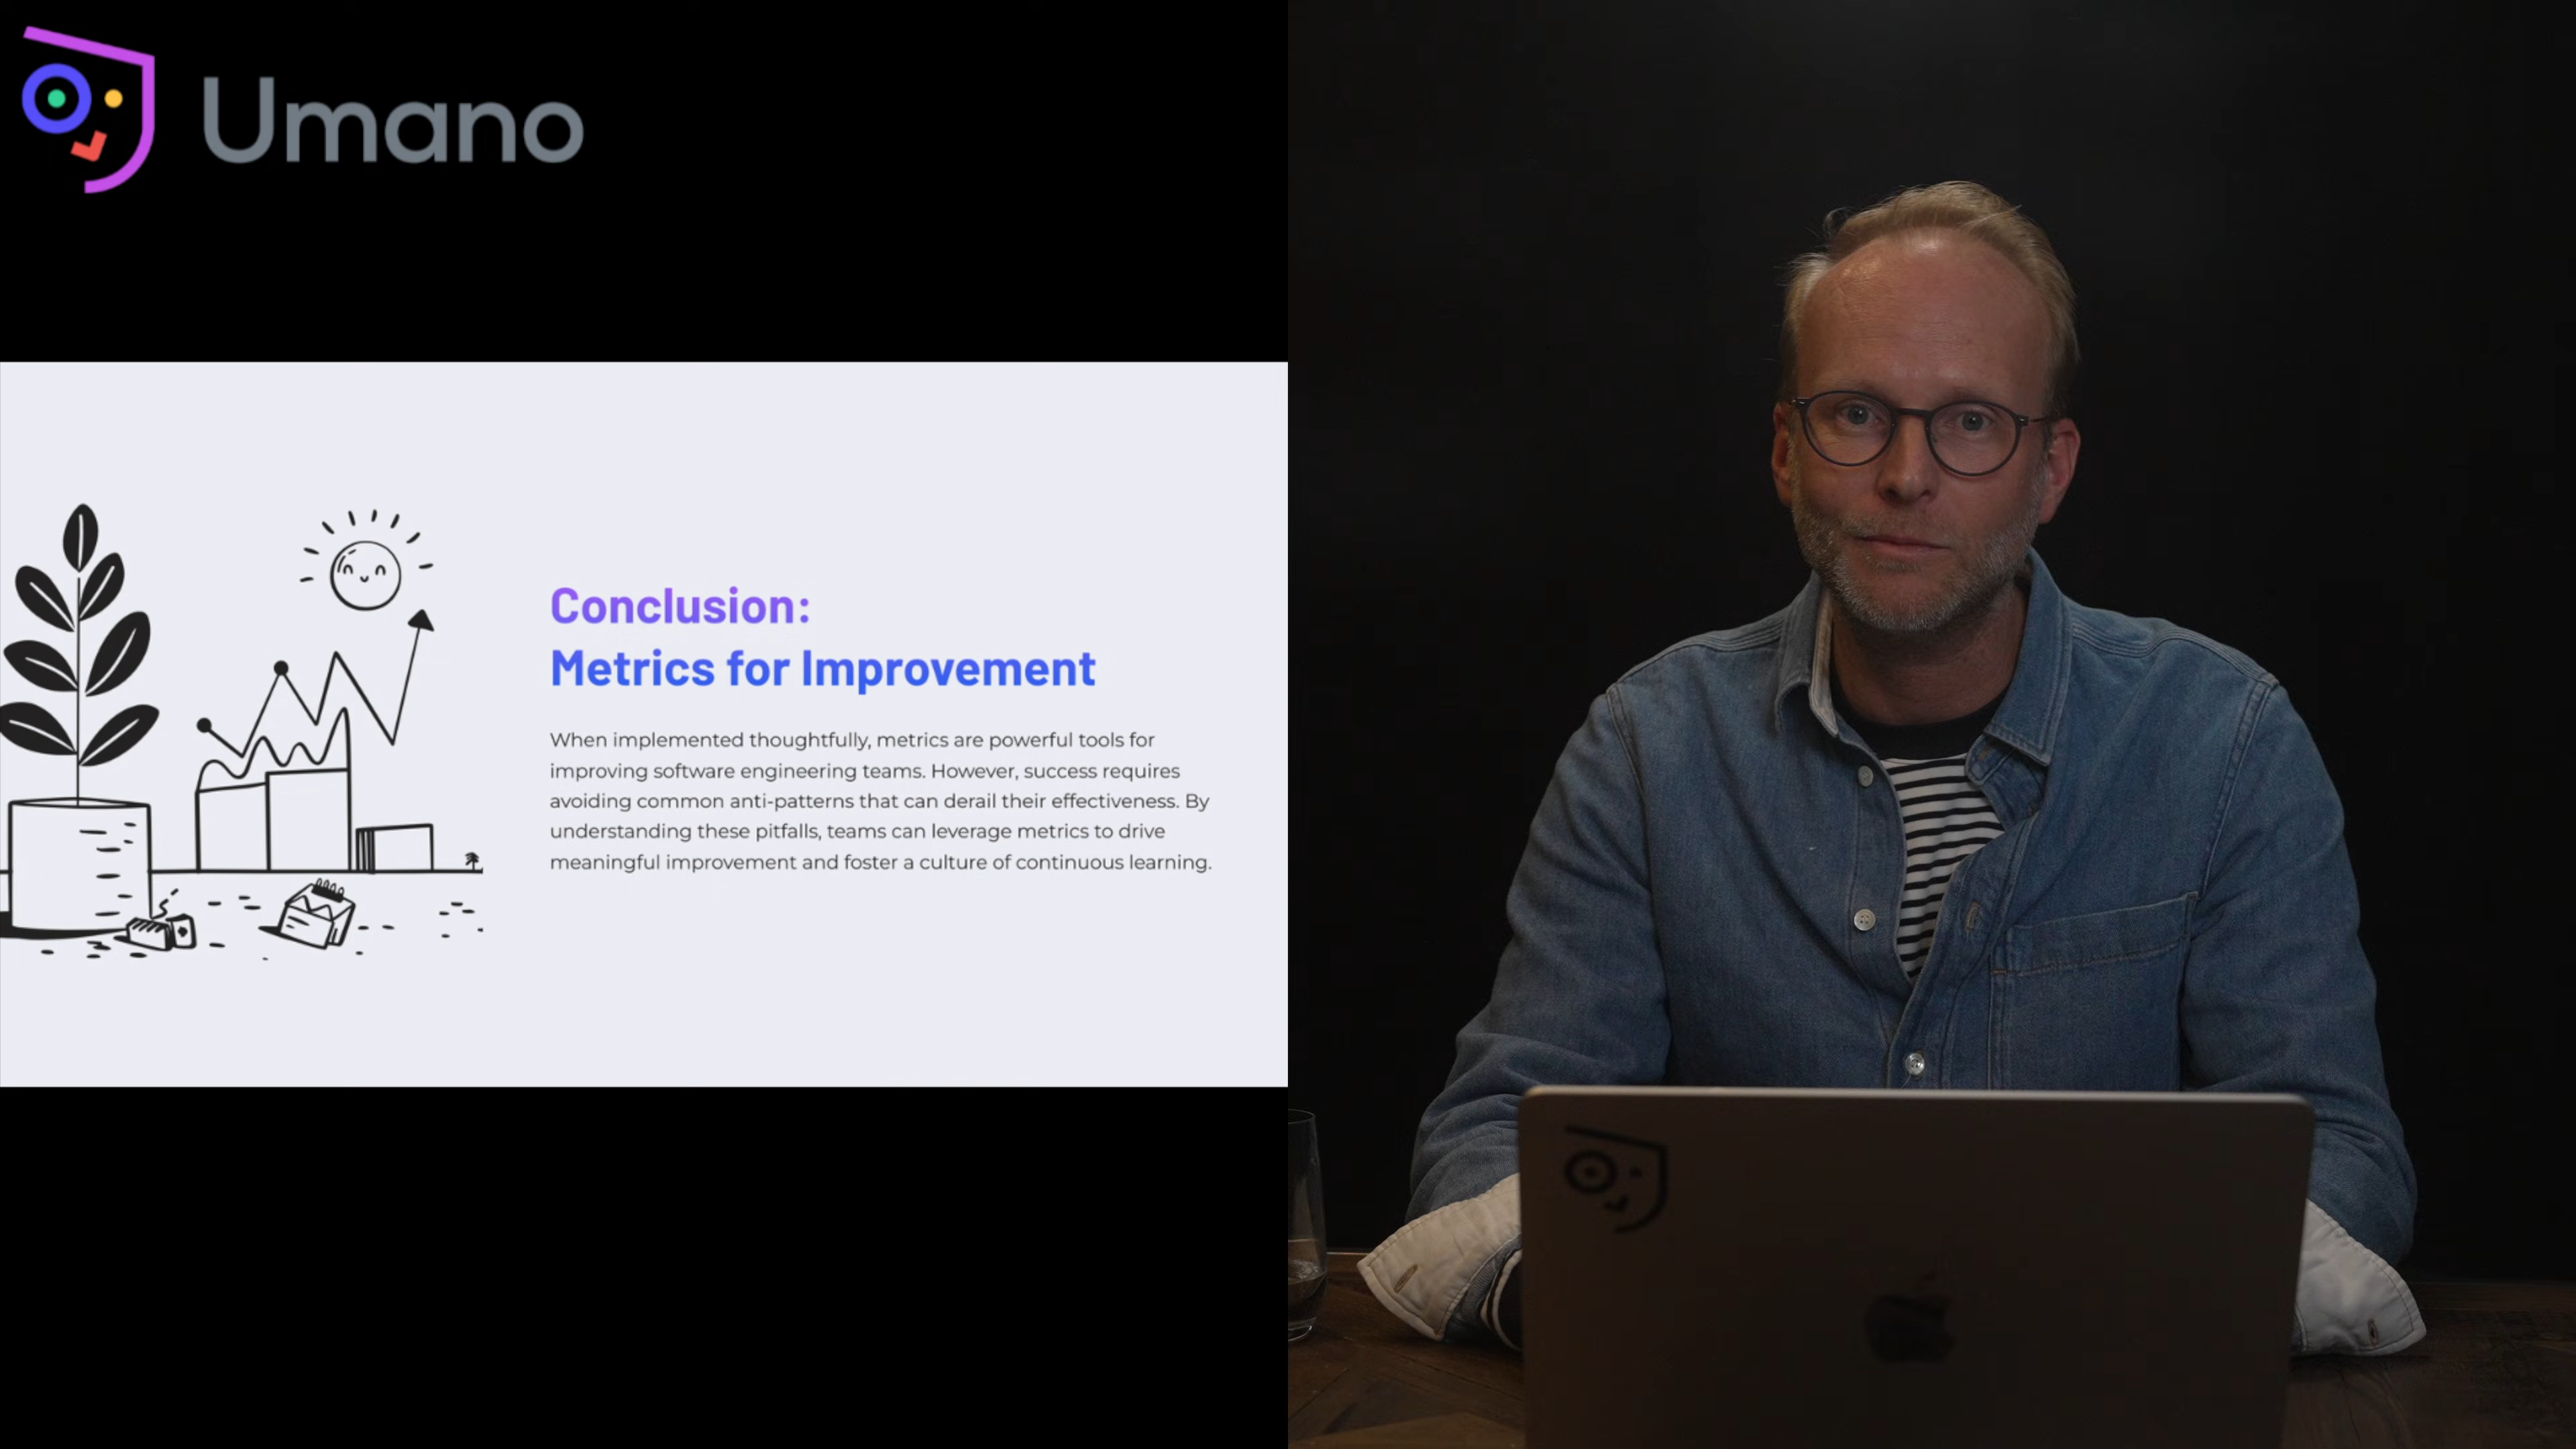 Umano
Conclusion:
Metrics for Improvement
When implemented thoughtfully, metrics are powerful tools for
improving software engineering teams. However, success requires
avoiding common anti-patterns that can derail their effectiveness. By
understanding these pitfalls, teams can leverage metrics to drive
meaningful improvement and foster a culture of continuous learning.